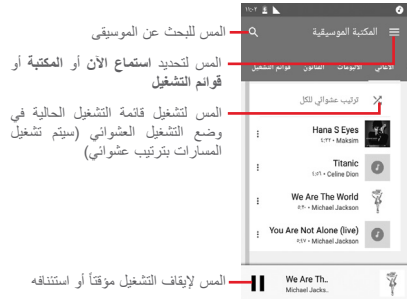 ١١:٠٢
المكتبة الموسيقية
المس للبحث عن الموسيقى
المس لتحديد استماع الآن أو المكتبة أو
قوائم التشغيل
الأغاني الألبومات الفنانون قوائم التشغيل
ترتيب عشوائي للكل
المس لتشغيل قائمة التشغيل الحالية في
وضع التشغيل العشوائي (سيتم تشغيل
المسارات بترتيب عشوائي)
Hana S Eyes
Maksim
Titanic
Celine Dion
We Are The World
Michael Jackson
You Are Not Alone (live)
Michael Jackson
We Are Th..
Michael Jacks..
المس لإيقاف التشغيل مؤقتاً أو استئنافه